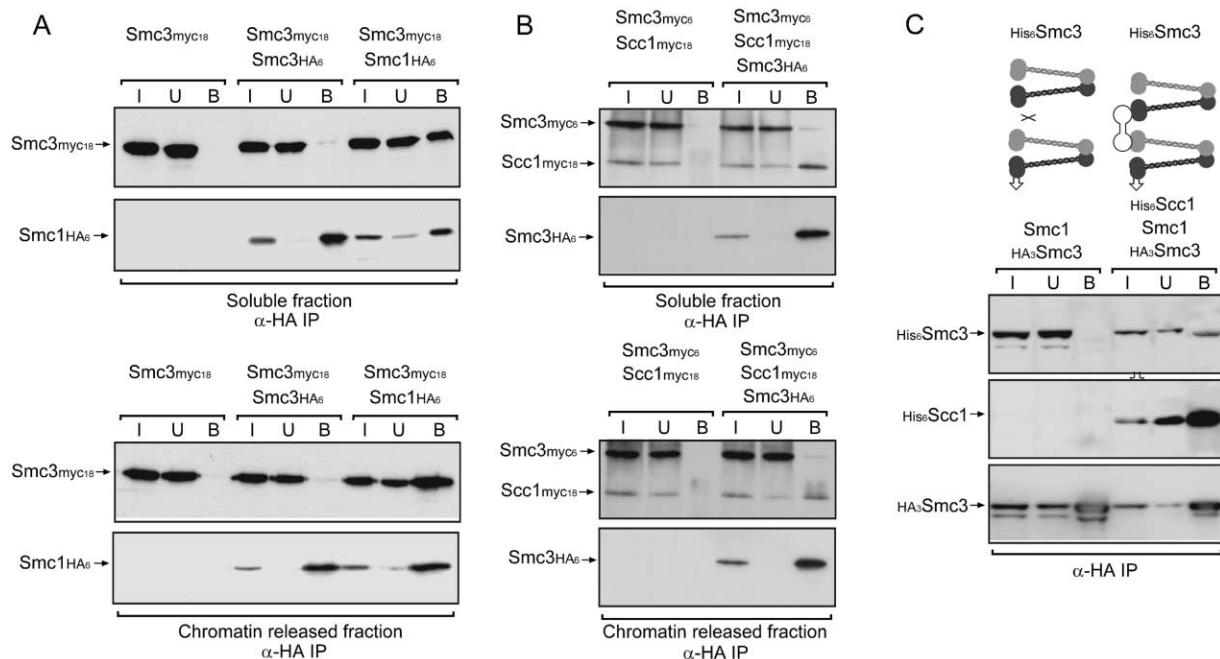 A
Smc3myc18
Smc3myc18
Smc3HA6
Smc3myc18
Smc1HA6
I U B I U B I U B
Smc3myc18
Smc1HA6
Soluble fraction
α-HA IP
Smc3myc18
Smc3myc18
Smc3HA6
Smc3myc18
Smc1HA6
I U B I U B I U B
Smc3myc18
Smc1HA6
Chromatin released fraction
α-HA IP
B
Smc3myc6
Scc1myc18
Smc3myc6
Scc1myc18
Smc3HA6
I U B I U B
Smc3myc6
Scc1myc18
Smc3HA6
Soluble fraction
α-HA IP
Smc3myc6
Scc1myc18
Smc3myc6
Scc1myc18
Smc3HA6
I U B I U B
Smc3myc6
Scc1myc18
Smc3HA6
Chromatin released fraction
α-HA IP
C
His6Smc3 His6Smc3
Smc1
HA3Smc3
His6Scc1
Smc1
HA3Smc3
I U B I U B
His6Smc3
His6Scc1
HA3Smc3
α-HA IP